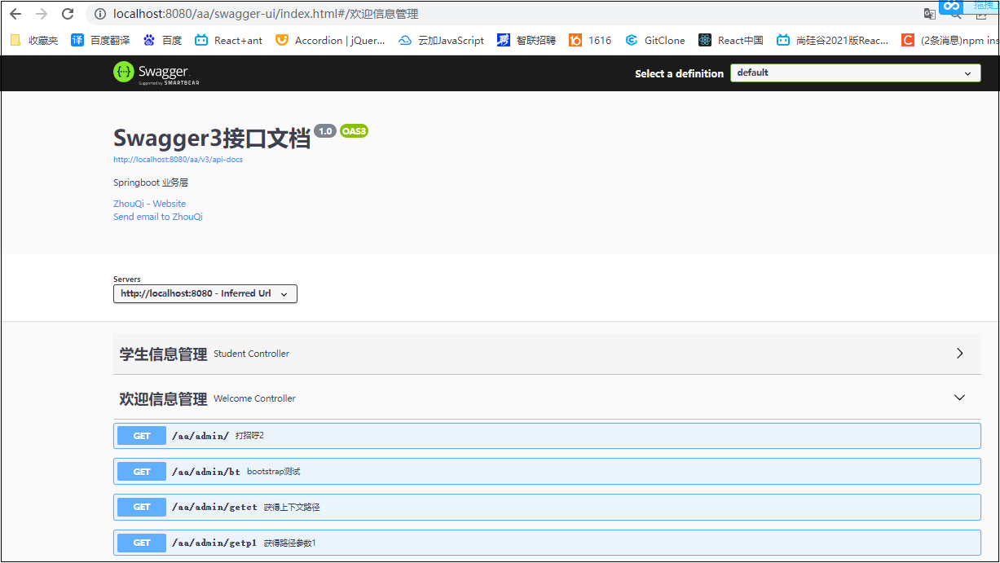 localhost:8080/aa/swagger-ui/index.html#/欢迎信息管理
收藏夹 百度翻译 百度 React+ant Accordion | jQuer... 云加JavaScript 智联招聘 1616 GitClone React中国 尚硅谷2021版Reac... (2条消息)npm ins
Swagger
Supported by SMARTBEAR
Select a definition default
Swagger3接口文档 1.0 OAS3
http://localhost:8080/aa/v3/api-docs
Springboot 业务层
ZhouQi - Website
Send email to ZhouQi
Servers
http://localhost:8080 - Inferred Url
学生信息管理 Student Controller
欢迎信息管理 Welcome Controller
GET /aa/admin/ 打招呼2
GET /aa/admin/bt bootstrap测试
GET /aa/admin/getct 获得上下文路径
GET /aa/admin/getp1 获得路径参数1